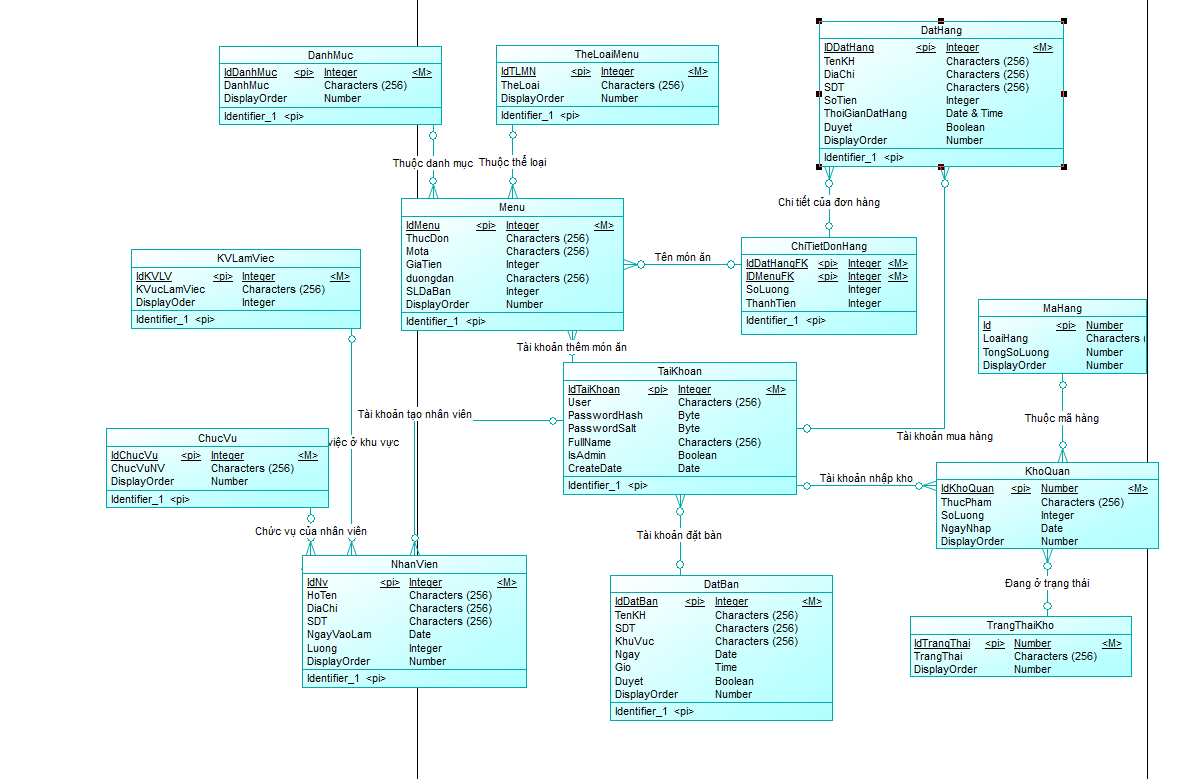 DanhMuc
IdDanhMuc <pi> Integer <M>
DanhMuc Characters (256)
DisplayOrder Number
Identifier_1 <pi>
TheLoaiMenu
IdTLMN <pi> Integer <M>
TheLoai Characters (256)
DisplayOrder Number
Identifier_1 <pi>
DatHang
IDDatHang <pi> Integer <M>
TenKH Characters (256)
DiaChi Characters (256)
SDT Characters (256)
SoTien Integer
ThoiGianDatHang Date & Time
Duyet Boolean
DisplayOrder Number
Identifier_1 <pi>
Thuộc danh mục
Thuộc thể loại
Chi tiết của đơn hàng
Menu
IdMenu <pi> Integer <M>
ThucDon Characters (256)
Mota Characters (256)
GiaTien Integer
duongdan Characters (256)
SLDaBan Integer
DisplayOrder Number
Identifier_1 <pi>
Tên món ăn
ChiTietDonHang
IdDatHangFK <pi> Integer <M>
IDMenuFK <pi> Integer <M>
SoLuong Integer
ThanhTien Integer
Identifier_1 <pi>
KVLamViec
IdKVLV <pi> Integer <M>
KVucLamViec Characters (256)
DisplayOder Integer
Identifier_1 <pi>
MaHang
Id <pi> Number
LoaiHang Characters (
TongSoLuong Number
DisplayOrder Number
Tài khoản thêm món ăn
TaiKhoan
IdTaiKhoan <pi> Integer <M>
User Characters (256)
PasswordHash Byte
PasswordSalt Byte
FullName Characters (256)
IsAdmin Boolean
CreateDate Date
Identifier_1 <pi>
Tài khoản tạo nhân viên
việc ở khu vực
Tài khoản mua hàng
Thuộc mã hàng
ChucVu
IdChucVu <pi> Integer <M>
ChucVuNV Characters (256)
DisplayOrder Number
Identifier_1 <pi>
Tài khoản nhập kho
KhoQuan
IdKhoQuan <pi> Number <M>
ThucPham Characters (256)
SoLuong Integer
NgayNhap Date
DisplayOrder Number
Chức vụ của nhân viên
Tài khoản đặt bàn
NhanVien
IdNv <pi> Integer <M>
HoTen Characters (256)
DiaChi Characters (256)
SDT Characters (256)
NgayVaoLam Date
Luong Integer
DisplayOrder Number
Identifier_1 <pi>
DatBan
IdDatBan <pi> Integer <M>
TenKH Characters (256)
SDT Characters (256)
KhuVuc Characters (256)
Ngay Date
Gio Time
Duyet Boolean
DisplayOrder Number
Identifier_1 <pi>
Đang ở trạng thái
TrangThaiKho
IdTrangThai <pi> Number <M>
TrangThai Characters (256)
DisplayOrder Number